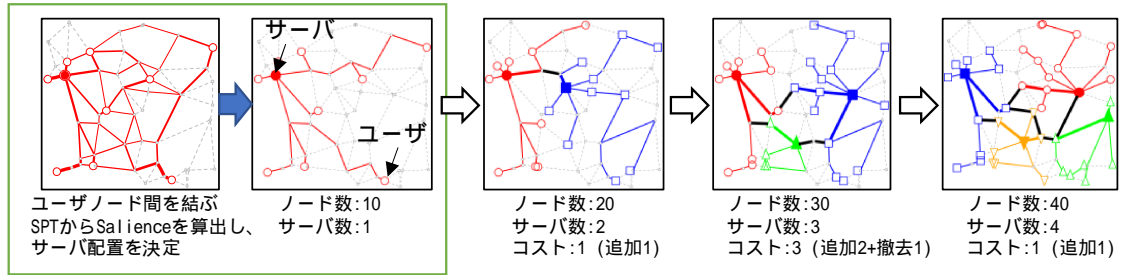 サーバ
ユーザ
ユーザノード間を結ぶ
SPTからSalienceを算出し、
サーバ配置を決定
ノード数:10
サーバ数:1
ノード数:20
サーバ数:2
コスト:1 (追加1)
ノード数:30
サーバ数:3
コスト:3 (追加2+撤去1)
ノード数:40
サーバ数:4
コスト:1 (追加1)